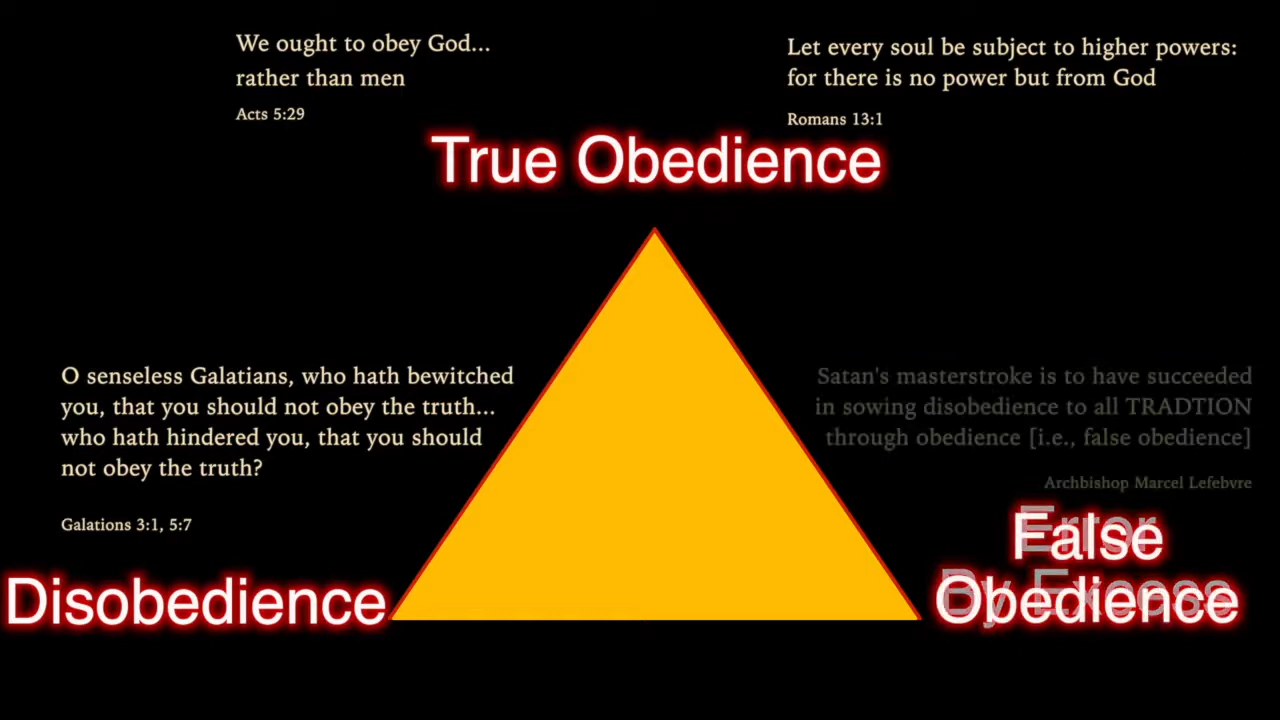 We ought to obey God...
rather than men
Acts 5:29
Let every soul be subject to higher powers:
for there is no power but from God
Romans 13:1
True Obedience
O senseless Galatians, who hath bewitched
you, that you should not obey the truth...
who hath hindered you, that you should
not obey the truth?
Galations 3:1, 5:7
Satan's masterstroke is to have succeeded
in sowing disobedience to all TRADTION
through obedience [i.e., false obedience]
Archbishop Marcel Lefebvre
Disobedience
False
Obedience
Error
By Excess